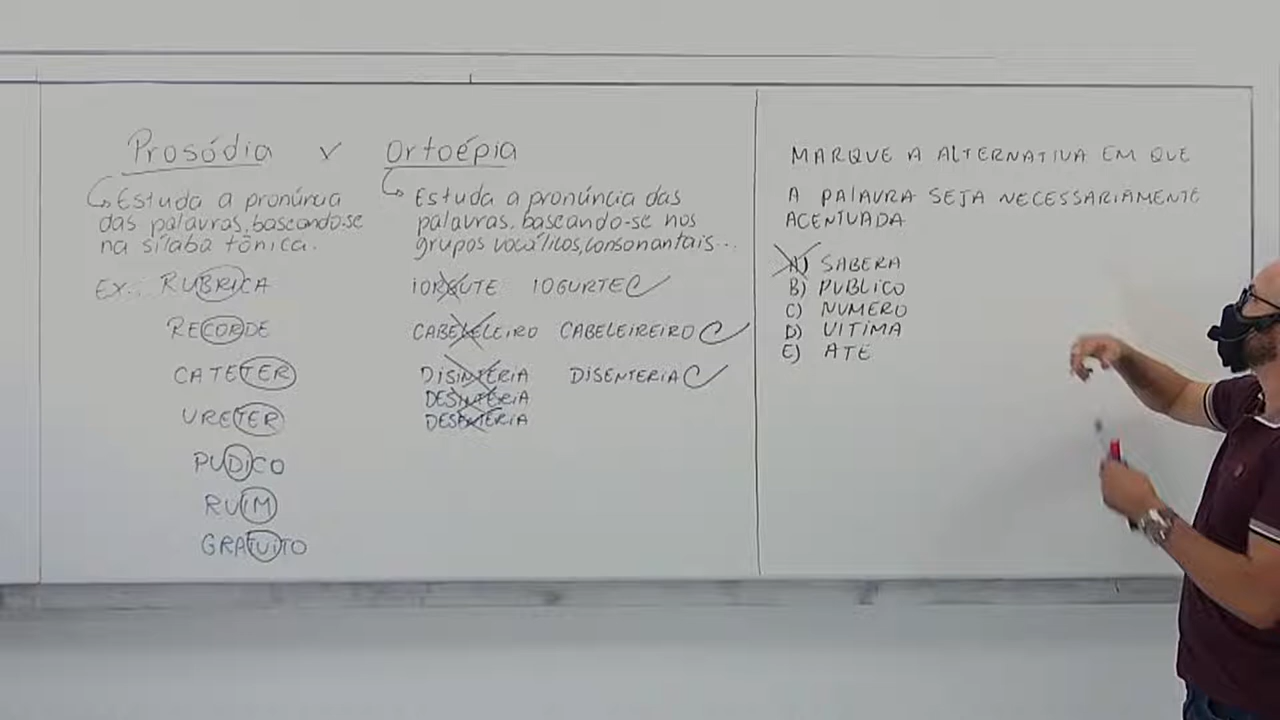 Prosódia
Estuda a pronúncia
das palavras, baseando-se
na sílaba tônica.
EX.: RUBRICA
RECORDE
CATETER
URETER
PUDICO
RUIM
GRATUITO
Ortoépia
Estuda a pronúncia das
palavras, baseando-se nos
grupos vocálicos, consonantais...
IOGURTE
CABELELEIRO CABELEIREIRO
DISINTERIA DISENTERIA
DESINTERIA
DESENTERIA
MARQUE A ALTERNATIVA EM QUE
A PALAVRA SEJA NECESSARIAMENTE
ACENTUADA
A) SABERA
B) PUBLICO
C) NUMERO
D) VITIMA
E) ATE